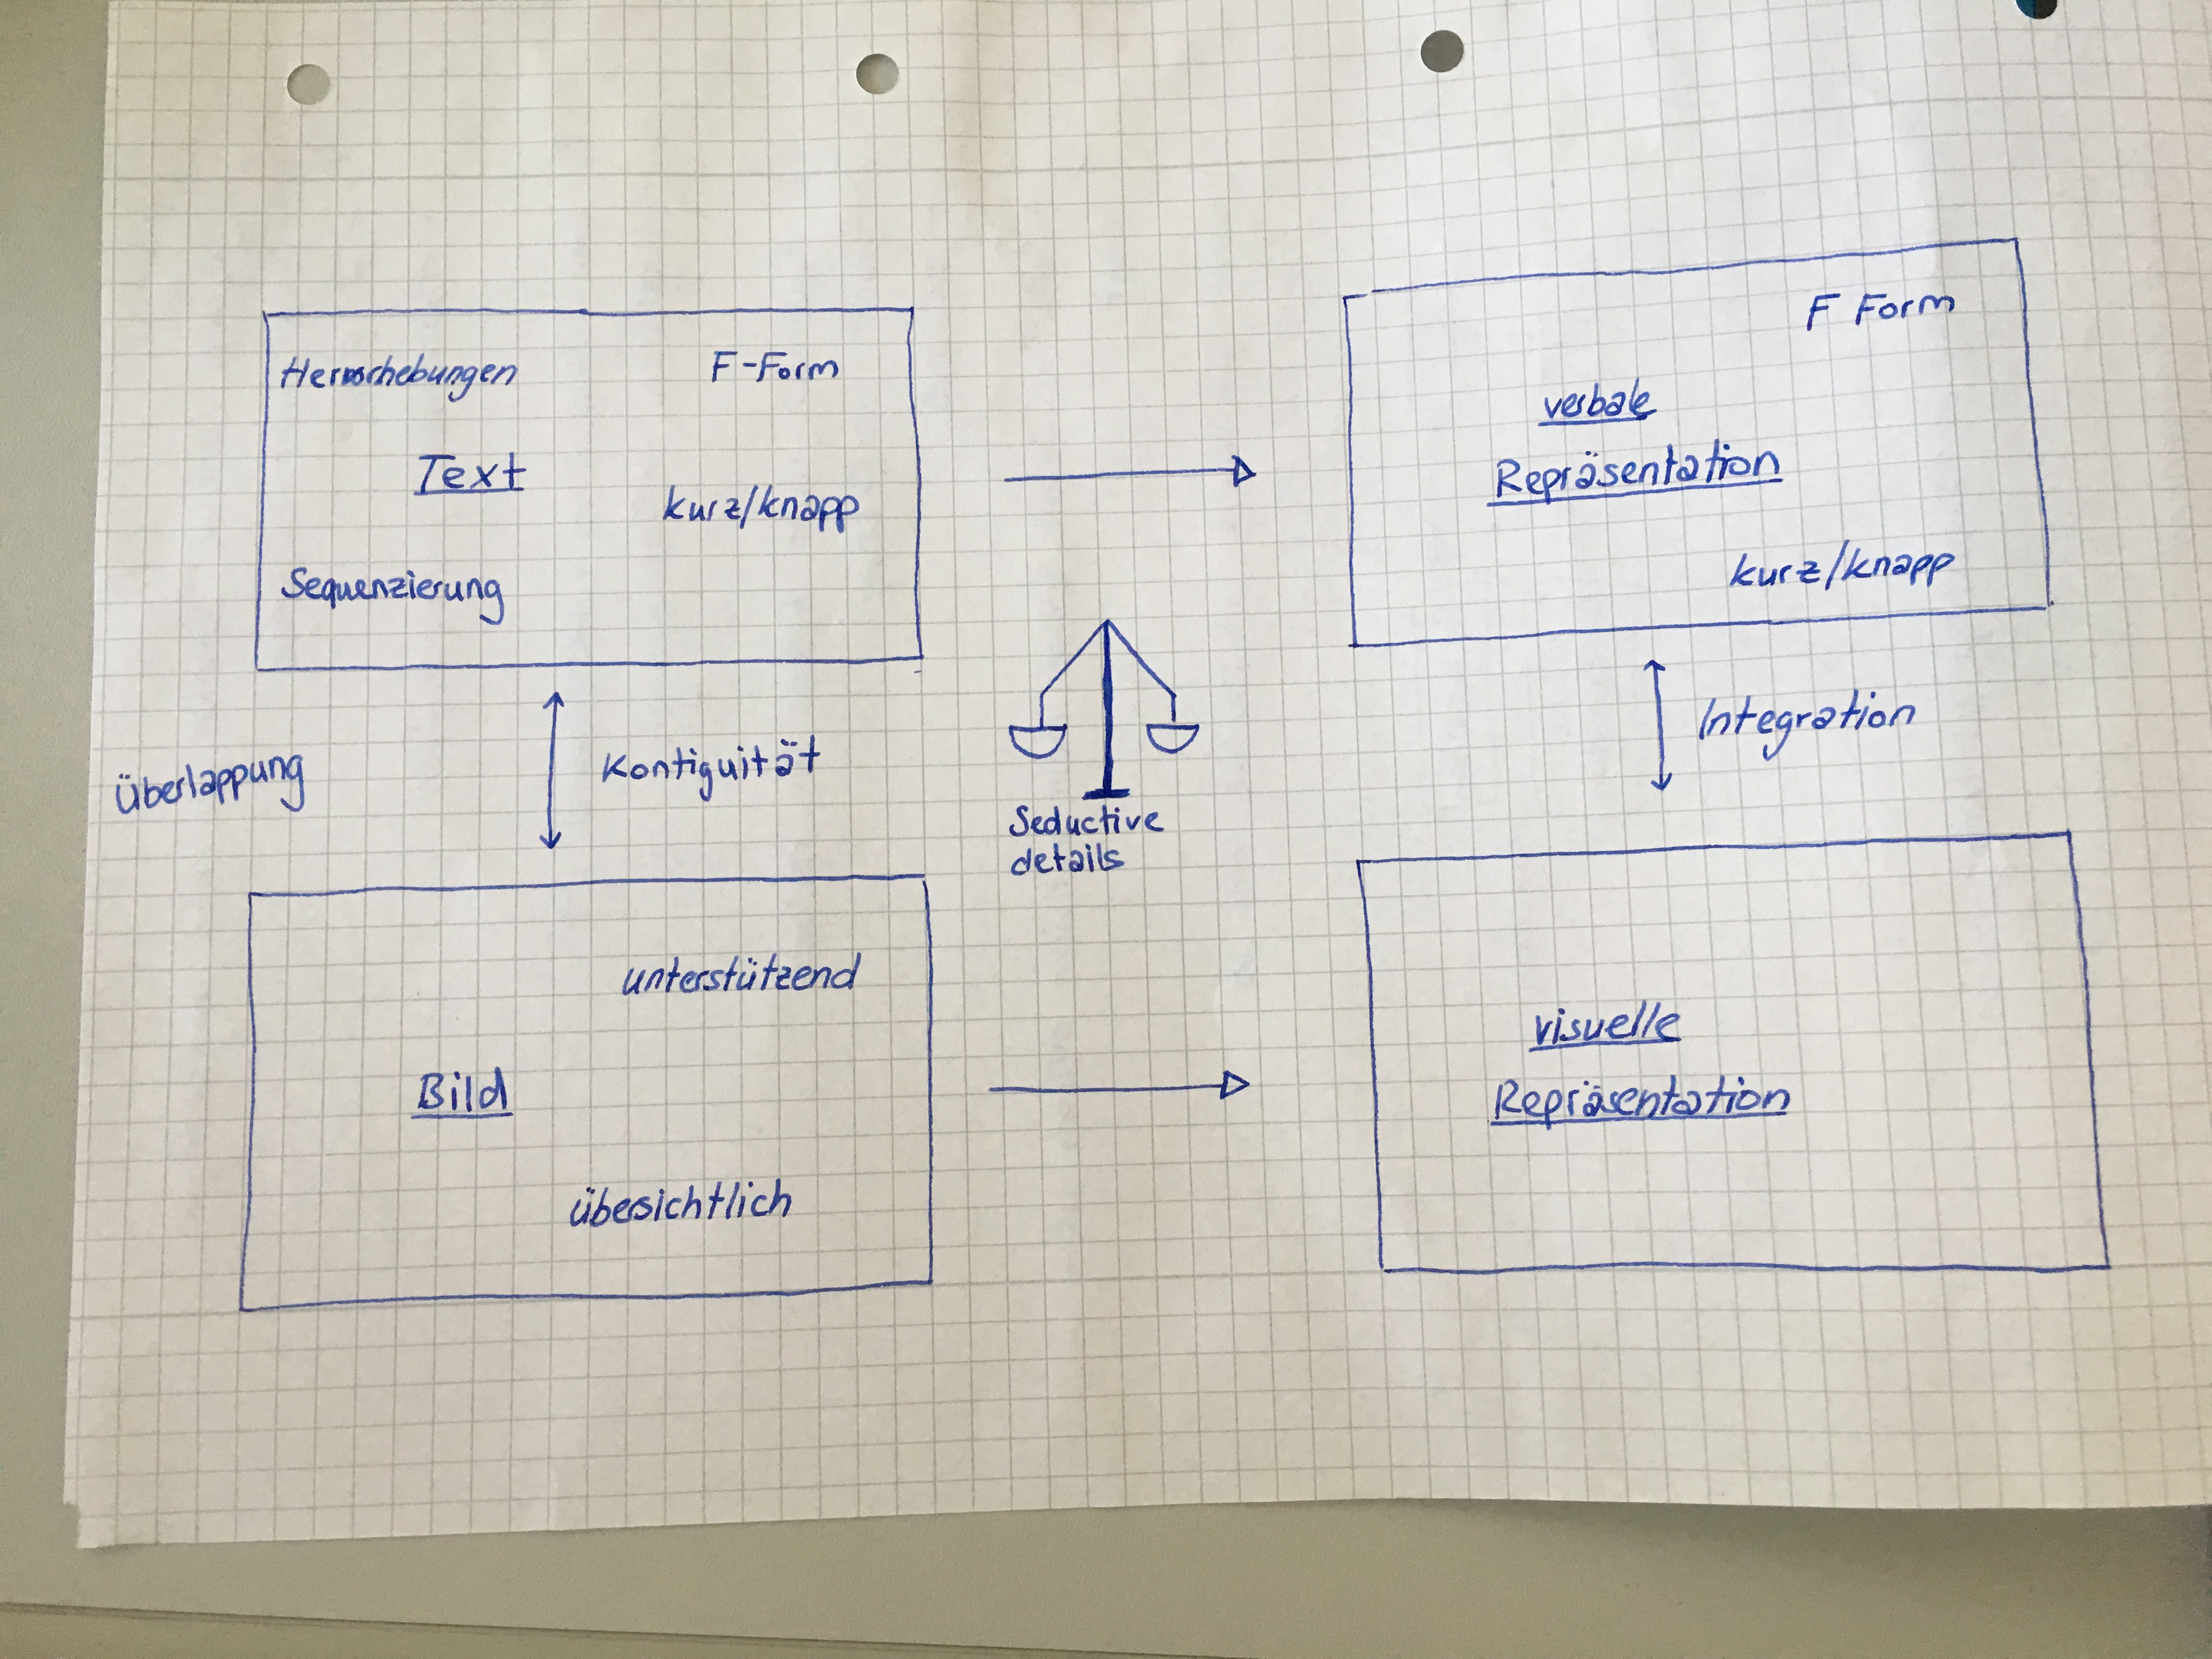 Hervorhebungen
F-Form
Text
kurz/knapp
Sequenzierung
Überlappung
Kontiguität
unterstützend
Bild
übersichtlich
Seductive
details
verbale
Repräsentation
F Form
kurz/knapp
Integration
visuelle
Repräsentation